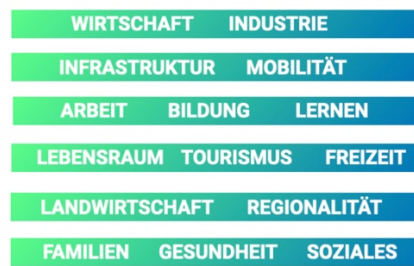 WIRTSCHAFT INDUSTRIE
INFRASTRUKTUR MOBILITÄT
ARBEIT BILDUNG LERNEN
LEBENSRAUM TOURISMUS FREIZEIT
LANDWIRTSCHAFT REGIONALITÄT
FAMILIEN GESUNDHEIT SOZIALES